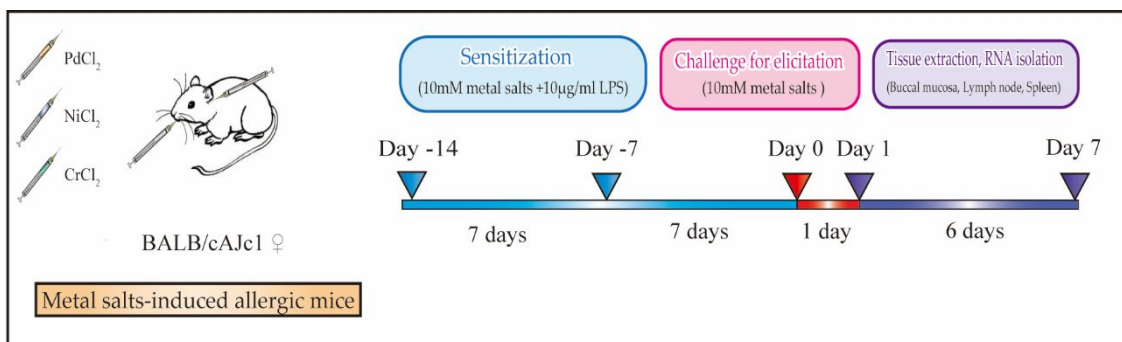 PdCl2
NiCl2
CrCl2
BALB/cAJc1 ♀
Metal salts-induced allergic mice
Sensitization
(10mM metal salts +10μg/ml LPS)
Challenge for elicitation
(10mM metal salts )
Tissue extraction, RNA isolation
(Buccal mucosa, Lymph node, Spleen)
Day -14
Day -7
Day 0
Day 1
Day 7
7 days
7 days
1 day
6 days